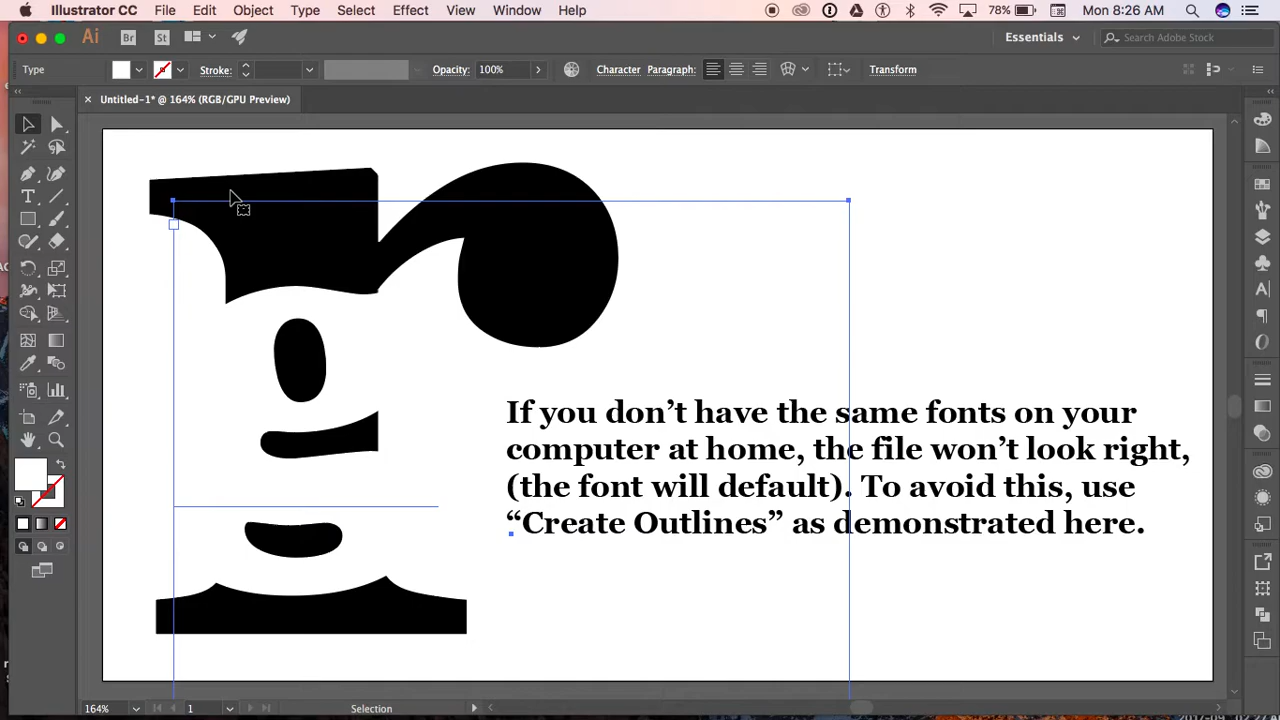 Illustrator CC File Edit Object Type Select Effect View Window Help 78% Mon 8:26 AM
Ai Br St Essentials Search Adobe Stock
Type Stroke: Opacity: 100% Character Paragraph: Transform
× Untitled-1* @ 164% (RGB/GPU Preview)
If you don’t have the same fonts on your
computer at home, the file won’t look right,
(the font will default). To avoid this, use
“Create Outlines” as demonstrated here.
164% 1 Selection